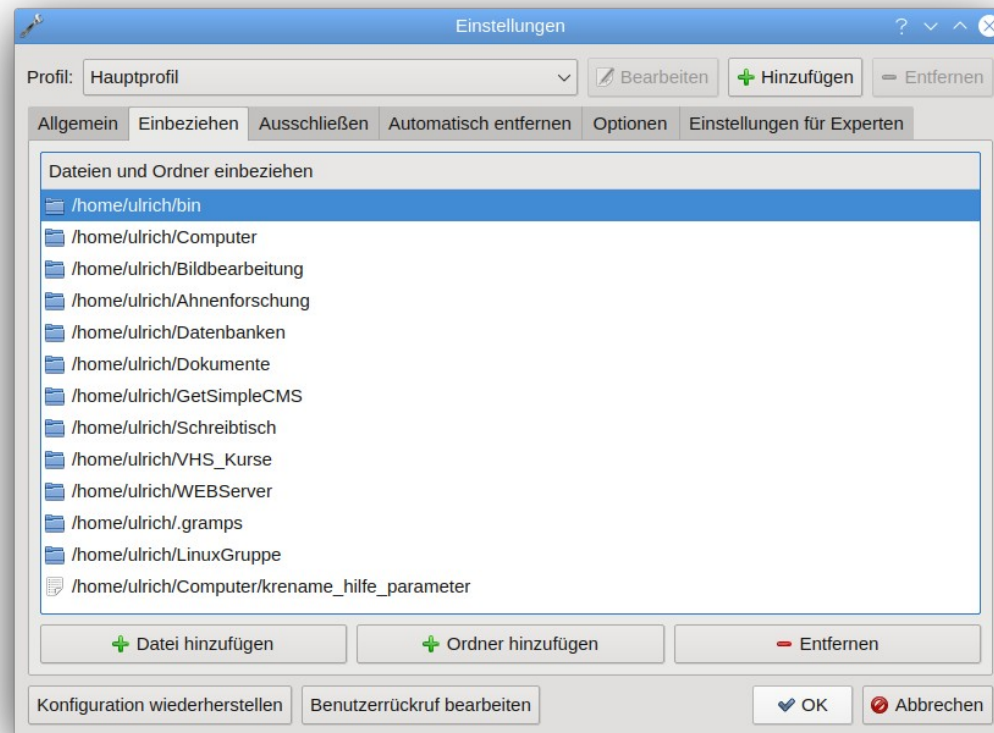 Einstellungen
Profil: Hauptprofil Bearbeiten Hinzufügen Entfernen
Allgemein Einbeziehen Ausschließen Automatisch entfernen Optionen Einstellungen für Experten
Dateien und Ordner einbeziehen
/home/ulrich/bin
/home/ulrich/Computer
/home/ulrich/Bildbearbeitung
/home/ulrich/Ahnenforschung
/home/ulrich/Datenbanken
/home/ulrich/Dokumente
/home/ulrich/GetSimpleCMS
/home/ulrich/Schreibtisch
/home/ulrich/VHS_Kurse
/home/ulrich/WEBServer
/home/ulrich/.gramps
/home/ulrich/LinuxGruppe
/home/ulrich/Computer/krename_hilfe_parameter
Datei hinzufügen Ordner hinzufügen Entfernen
Konfiguration wiederherstellen Benutzerrückruf bearbeiten OK Abbrechen